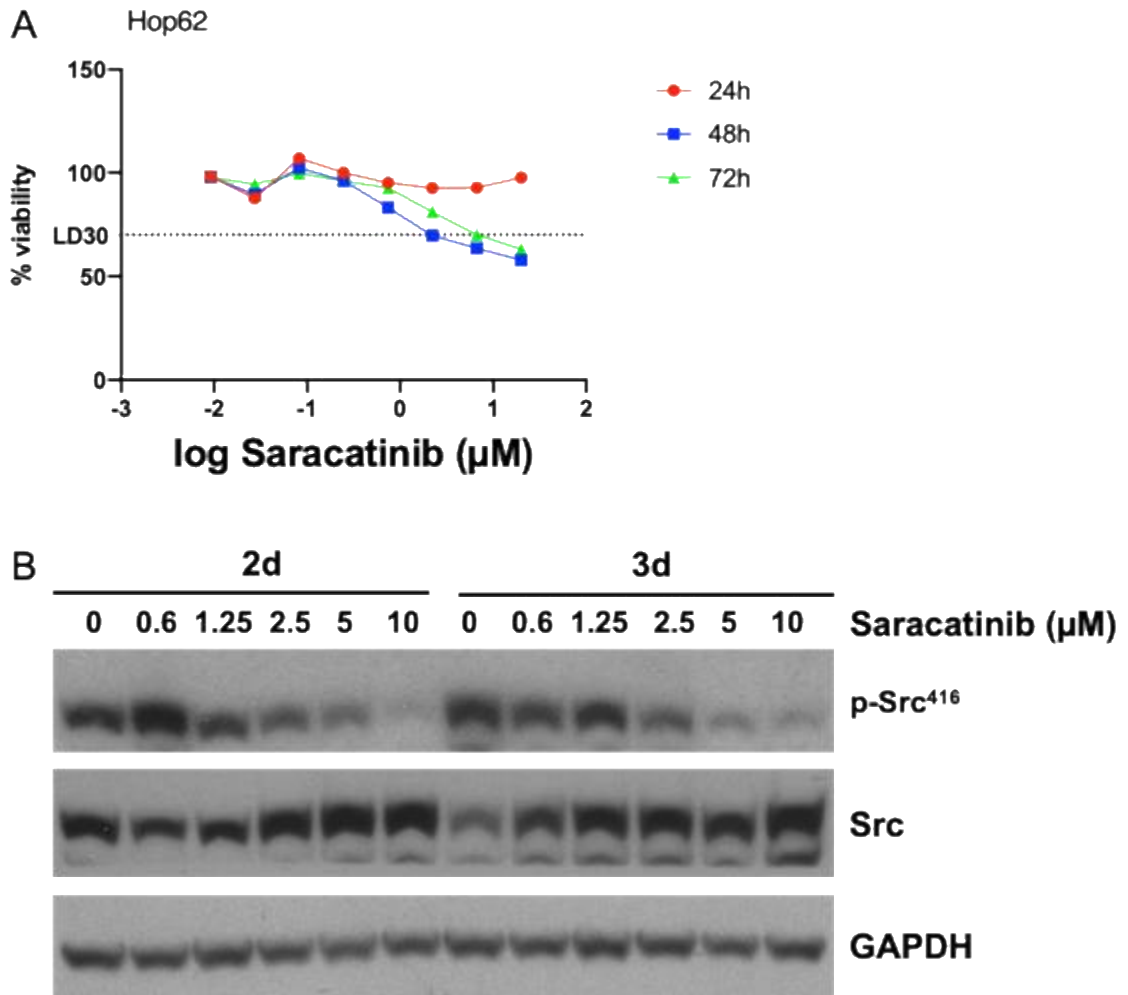 A Hop62
150
100
LD30
50
0
% viability
-3 -2 -1 0 1 2
log Saracatinib (µM)
24h
48h
72h
B 2d 3d
0 0.6 1.25 2.5 5 10 0 0.6 1.25 2.5 5 10 Saracatinib (µM)
p-Src⁴¹⁶
Src
GAPDH